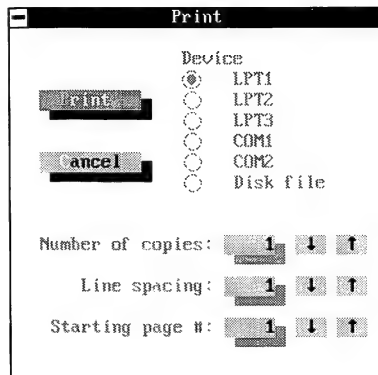 Print
Device
LPT1
Print
LPT2
LPT3
COM1
Cancel
COM2
Disk file
Number of copies: 1 ↓ ↑
Line spacing: 1 ↓ ↑
Starting page #: 1 ↓ ↑